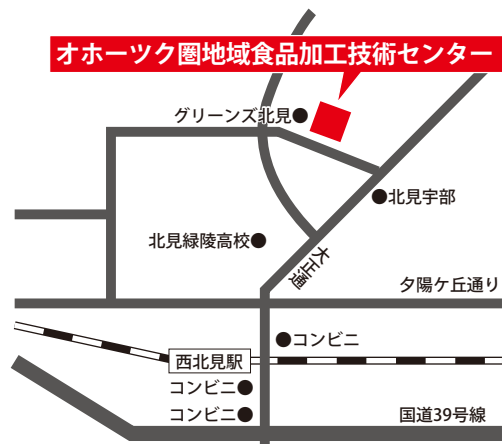 オホーツク圏地域食品加工技術センター
グリーンズ北見
北見宇部
北見緑陵高校
大正通
夕陽ケ丘通り
コンビニ
西北見駅
コンビニ
コンビニ
国道39号線